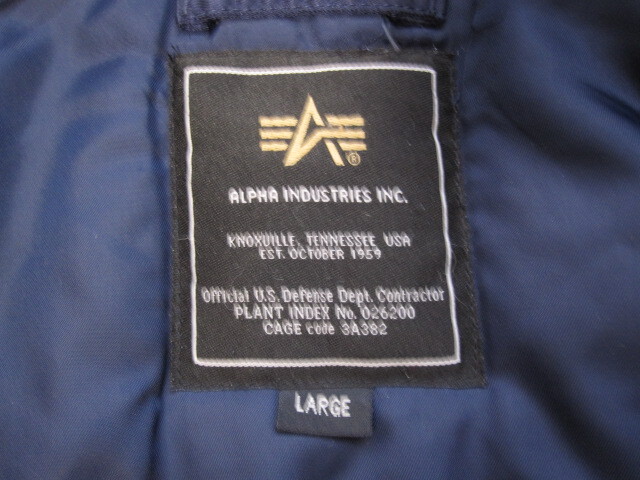 ALPHA INDUSTRIES INC.
KNOXVILLE, TENNESSEE, USA
EST. OCTOBER 1959
Official U.S. Defense Dept. Contractor
PLANT INDEX No. 026200
CAGE code 3A382
LARGE